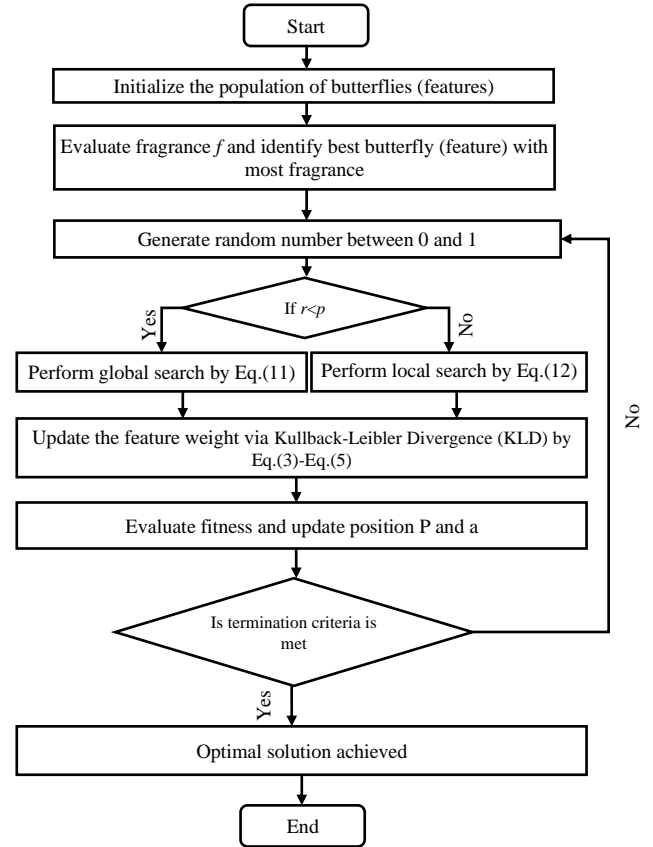 Start
Initialize the population of butterflies (features)
Evaluate fragrance f and identify best butterfly (feature) with
most fragrance
Generate random number between 0 and 1
If r<p
Yes
No
Perform global search by Eq.(11)
Perform local search by Eq.(12)
No
Update the feature weight via Kullback-Leibler Divergence (KLD) by
Eq.(3)-Eq.(5)
Evaluate fitness and update position P and a
Is termination criteria is
met
Yes
Optimal solution achieved
End